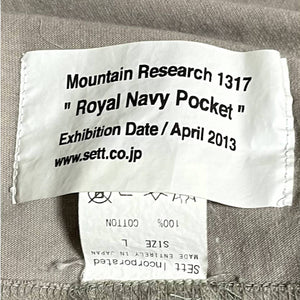 Mountain Research 1317
" Royal Navy Pocket "
Exhibition Date / April 2013
www.sett.co.jp
100% COTTON
SIZE L
MADE ENTIRELY IN JAPAN
Sett Incorporated